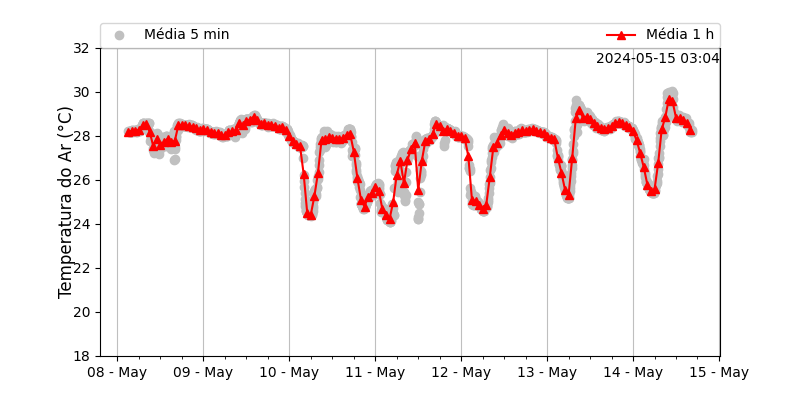 Média 5 min
Média 1 h
2024-05-15 03:04
Temperatura do Ar (°C)
32
30
28
26
24
22
20
18
08 - May
09 - May
10 - May
11 - May
12 - May
13 - May
14 - May
15 - May